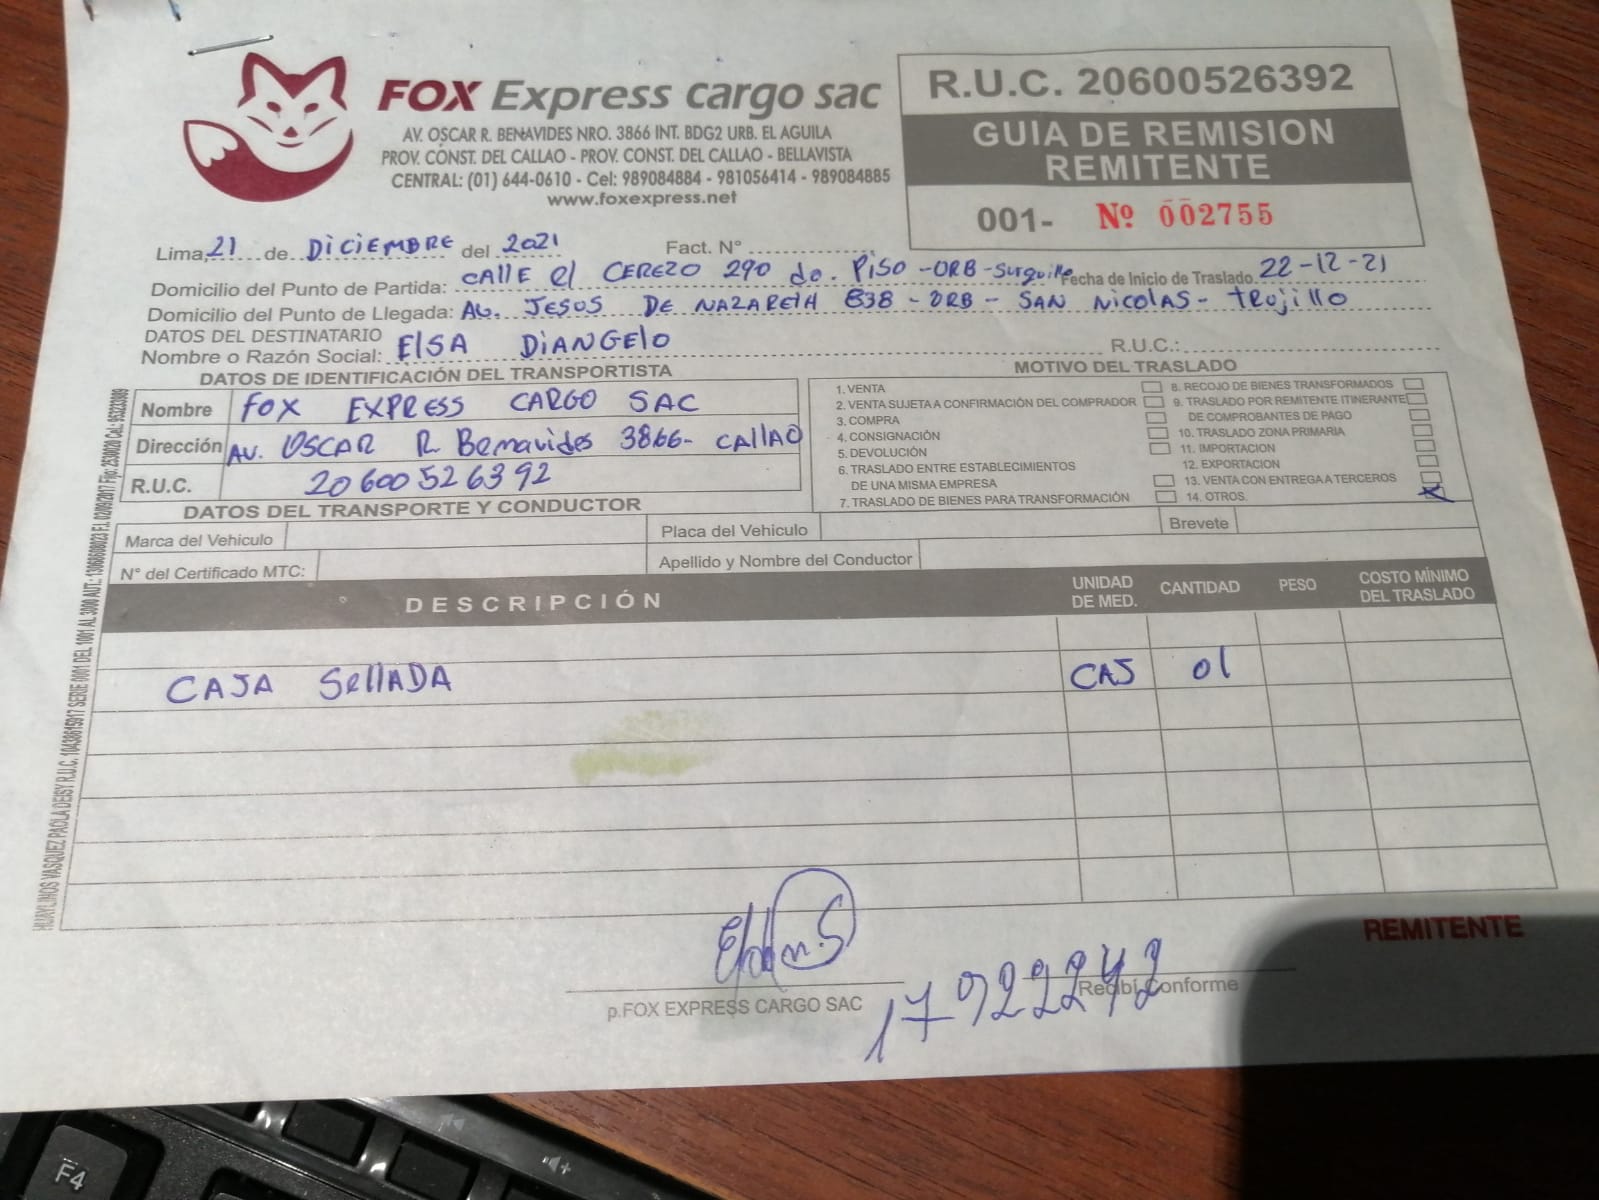 FOX Express cargo sac
AV. OSCAR R. BENAVIDES NRO. 3866 INT. BDG2 URB. EL AGUILA
PROV. CONST. DEL CALLAO - PROV. CONST. DEL CALLAO - BELLAVISTA
CENTRAL: (01) 644-0610 - Cel: 989084884 - 981056414 - 989084885
www.foxexpress.net
R.U.C. 20600526392
GUIA DE REMISION
REMITENTE
001- Nº 002755
Lima, 21 de DICIEMBRE del 2021 Fact. N°
Domicilio del Punto de Partida: CALLE el CEREZO 290 do. PISO -ORB- Surquillo Fecha de Inicio de Traslado 22-12-21
Domicilio del Punto de Llegada: AV. JESUS DE NAZARETH 838 - ORB - SAN NICOLAS - TRUJILLO
DATOS DEL DESTINATARIO
Nombre o Razón Social: ElSA DIANGELO R.U.C.:
DATOS DE IDENTIFICACIÓN DEL TRANSPORTISTA
Nombre FOX EXPRESS CARGO SAC
Dirección AV. OSCAR R. Benavides 3866- CALLAO
R.U.C. 20600526392
MOTIVO DEL TRASLADO
1. VENTA
2. VENTA SUJETA A CONFIRMACIÓN DEL COMPRADOR
3. COMPRA
4. CONSIGNACIÓN
5. DEVOLUCIÓN
6. TRASLADO ENTRE ESTABLECIMIENTOS
DE UNA MISMA EMPRESA
7. TRASLADO DE BIENES PARA TRANSFORMACIÓN
8. RECOJO DE BIENES TRANSFORMADOS
9. TRASLADO POR REMITENTE ITINERANTE
DE COMPROBANTES DE PAGO
10. TRASLADO ZONA PRIMARIA
11. IMPORTACION
12. EXPORTACION
13. VENTA CON ENTREGA A TERCEROS
14. OTROS. X
DATOS DEL TRANSPORTE Y CONDUCTOR
Marca del Vehiculo Placa del Vehiculo Brevete
N° del Certificado MTC: Apellido y Nombre del Conductor
DESCRIPCIÓN UNIDAD DE MED. CANTIDAD PESO COSTO MÍNIMO DEL TRASLADO
CAJA SellADA CAJ 01
REMITENTE
p.FOX EXPRESS CARGO SAC
Recibí Conforme
17922242
F4